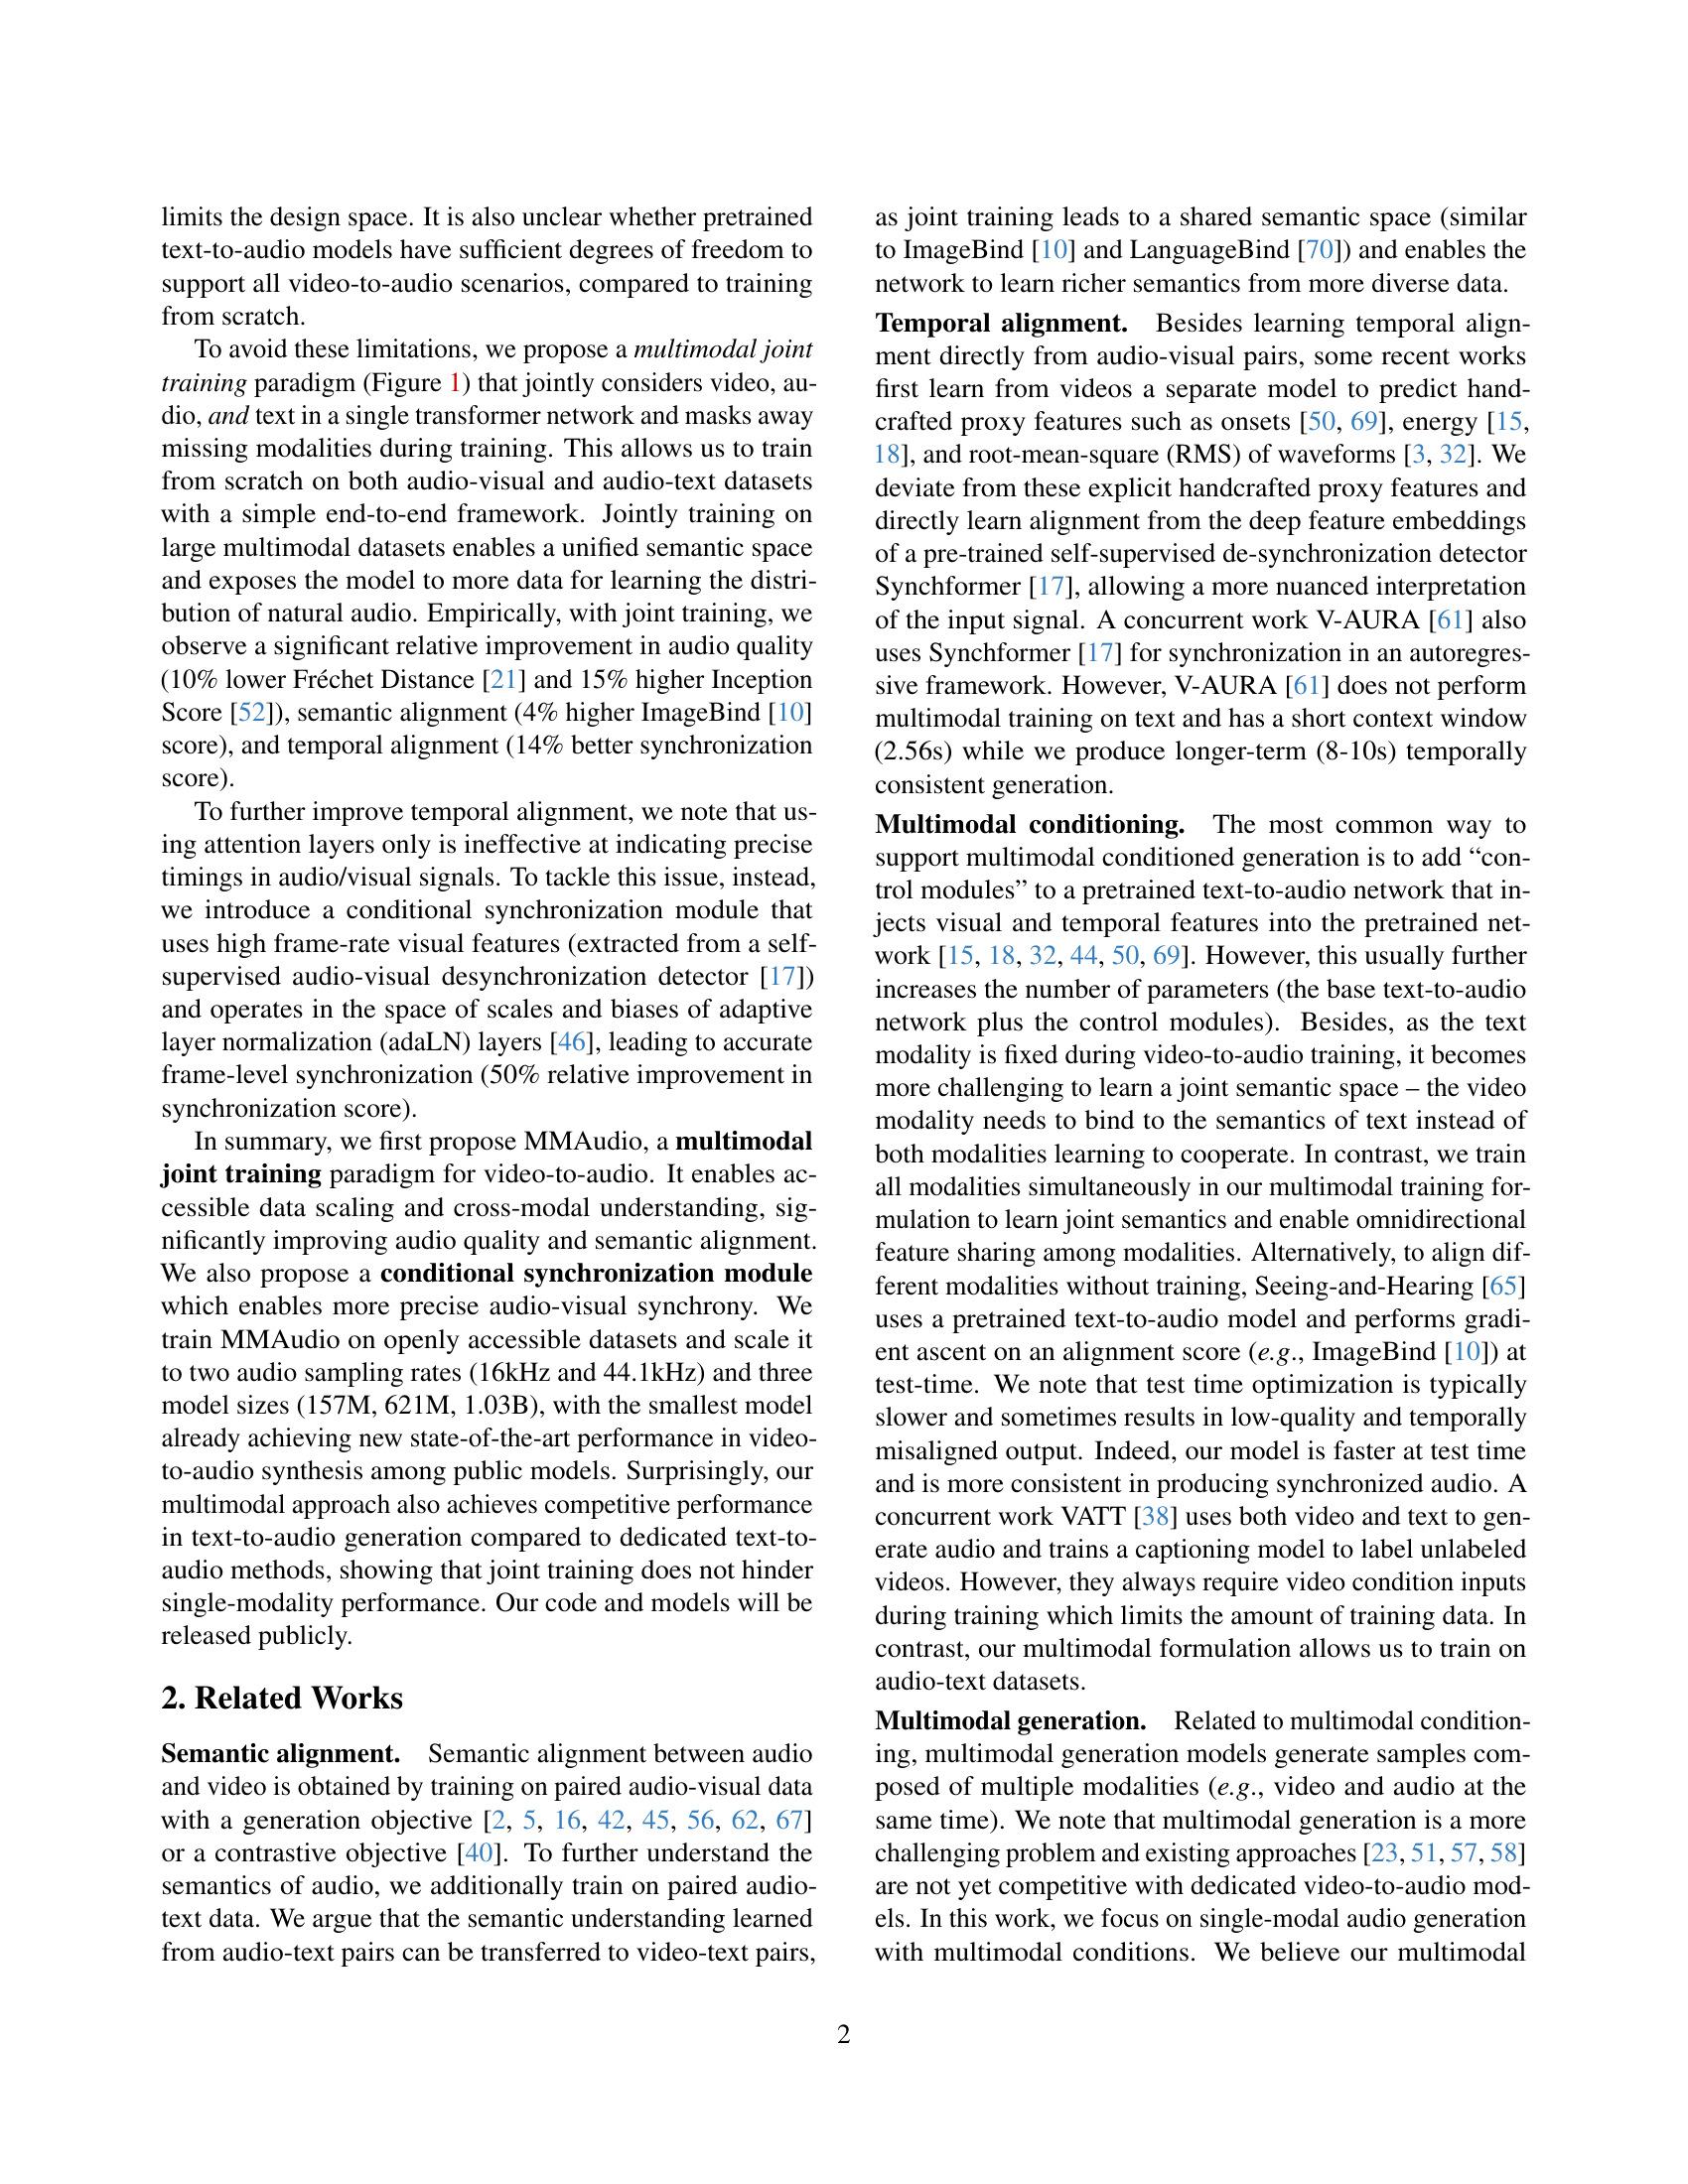 limits the design space. It is also unclear whether pretrained
text-to-audio models have sufficient degrees of freedom to
support all video-to-audio scenarios, compared to training
from scratch.
To avoid these limitations, we propose a multimodal joint
training paradigm (Figure 1) that jointly considers video, au-
dio, and text in a single transformer network and masks away
missing modalities during training. This allows us to train
from scratch on both audio-visual and audio-text datasets
with a simple end-to-end framework. Jointly training on
large multimodal datasets enables a unified semantic space
and exposes the model to more data for learning the distri-
bution of natural audio. Empirically, with joint training, we
observe a significant relative improvement in audio quality
(10% lower Fréchet Distance [21] and 15% higher Inception
Score [52]), semantic alignment (4% higher ImageBind [10]
score), and temporal alignment (14% better synchronization
score).
To further improve temporal alignment, we note that us-
ing attention layers only is ineffective at indicating precise
timings in audio/visual signals. To tackle this issue, instead,
we introduce a conditional synchronization module that
uses high frame-rate visual features (extracted from a self-
supervised audio-visual desynchronization detector [17])
and operates in the space of scales and biases of adaptive
layer normalization (adaLN) layers [46], leading to accurate
frame-level synchronization (50% relative improvement in
synchronization score).
In summary, we first propose MMAudio, a multimodal
joint training paradigm for video-to-audio. It enables ac-
cessible data scaling and cross-modal understanding, sig-
nificantly improving audio quality and semantic alignment.
We also propose a conditional synchronization module
which enables more precise audio-visual synchrony. We
train MMAudio on openly accessible datasets and scale it
to two audio sampling rates (16kHz and 44.1kHz) and three
model sizes (157M, 621M, 1.03B), with the smallest model
already achieving new state-of-the-art performance in video-
to-audio synthesis among public models. Surprisingly, our
multimodal approach also achieves competitive performance
in text-to-audio generation compared to dedicated text-to-
audio methods, showing that joint training does not hinder
single-modality performance. Our code and models will be
released publicly.
2. Related Works
Semantic alignment. Semantic alignment between audio
and video is obtained by training on paired audio-visual data
with a generation objective [2, 5, 16, 42, 45, 56, 62, 67]
or a contrastive objective [40]. To further understand the
semantics of audio, we additionally train on paired audio-
text data. We argue that the semantic understanding learned
from audio-text pairs can be transferred to video-text pairs,
as joint training leads to a shared semantic space (similar
to ImageBind [10] and LanguageBind [70]) and enables the
network to learn richer semantics from more diverse data.
Temporal alignment. Besides learning temporal align-
ment directly from audio-visual pairs, some recent works
first learn from videos a separate model to predict hand-
crafted proxy features such as onsets [50, 69], energy [15,
18], and root-mean-square (RMS) of waveforms [3, 32]. We
deviate from these explicit handcrafted proxy features and
directly learn alignment from the deep feature embeddings
of a pre-trained self-supervised de-synchronization detector
Synchformer [17], allowing a more nuanced interpretation
of the input signal. A concurrent work V-AURA [61] also
uses Synchformer [17] for synchronization in an autoregres-
sive framework. However, V-AURA [61] does not perform
multimodal training on text and has a short context window
(2.56s) while we produce longer-term (8-10s) temporally
consistent generation.
Multimodal conditioning. The most common way to
support multimodal conditioned generation is to add “con-
trol modules” to a pretrained text-to-audio network that in-
jects visual and temporal features into the pretrained net-
work [15, 18, 32, 44, 50, 69]. However, this usually further
increases the number of parameters (the base text-to-audio
network plus the control modules). Besides, as the text
modality is fixed during video-to-audio training, it becomes
more challenging to learn a joint semantic space – the video
modality needs to bind to the semantics of text instead of
both modalities learning to cooperate. In contrast, we train
all modalities simultaneously in our multimodal training for-
mulation to learn joint semantics and enable omnidirectional
feature sharing among modalities. Alternatively, to align dif-
ferent modalities without training, Seeing-and-Hearing [65]
uses a pretrained text-to-audio model and performs gradi-
ent ascent on an alignment score (e.g., ImageBind [10]) at
test-time. We note that test time optimization is typically
slower and sometimes results in low-quality and temporally
misaligned output. Indeed, our model is faster at test time
and is more consistent in producing synchronized audio. A
concurrent work VATT [38] uses both video and text to gen-
erate audio and trains a captioning model to label unlabeled
videos. However, they always require video condition inputs
during training which limits the amount of training data. In
contrast, our multimodal formulation allows us to train on
audio-text datasets.
Multimodal generation. Related to multimodal condition-
ing, multimodal generation models generate samples com-
posed of multiple modalities (e.g., video and audio at the
same time). We note that multimodal generation is a more
challenging problem and existing approaches [23, 51, 57, 58]
are not yet competitive with dedicated video-to-audio mod-
els. In this work, we focus on single-modal audio generation
with multimodal conditions. We believe our multimodal
2